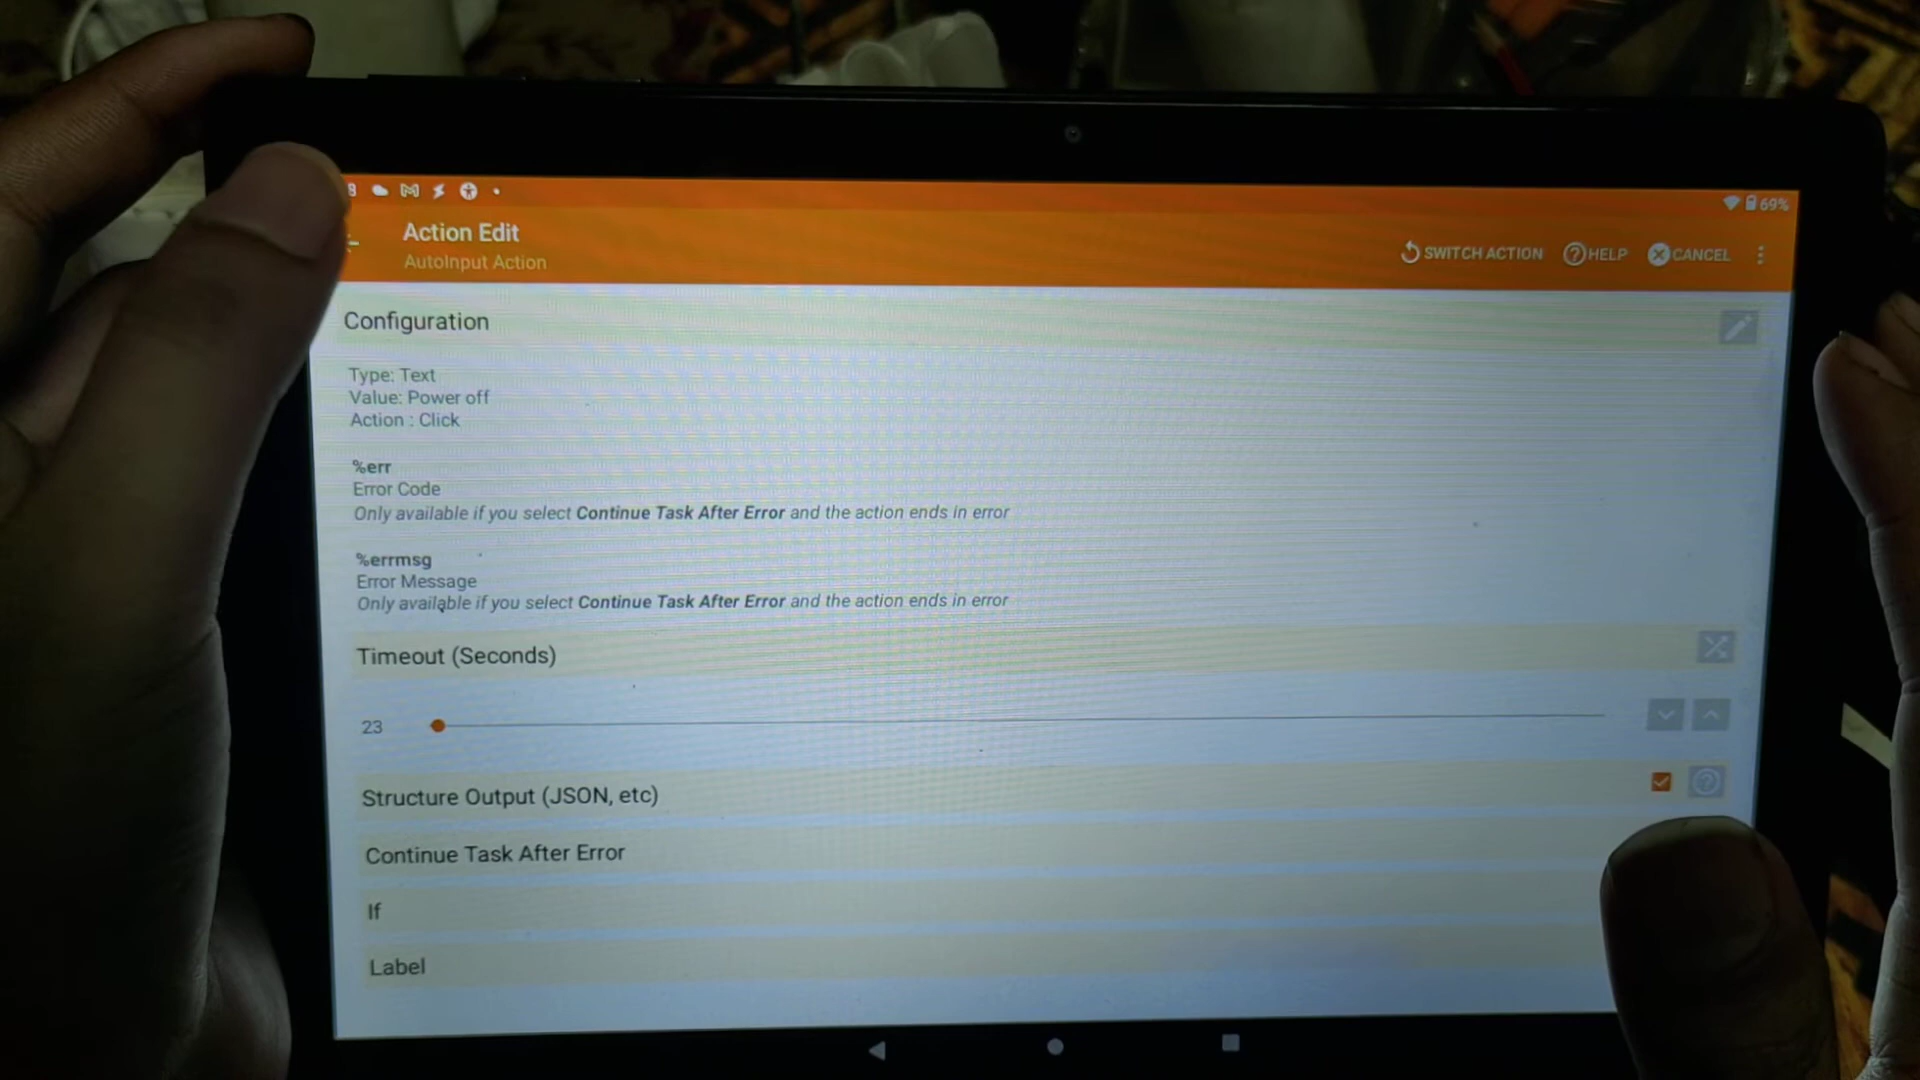 69%
Action Edit
AutoInput Action
SWITCH ACTION
HELP
CANCEL
Configuration
Type: Text
Value: Power off
Action : Click
%err
Error Code
Only available if you select Continue Task After Error and the action ends in error
%errmsg
Error Message
Only available if you select Continue Task After Error and the action ends in error
Timeout (Seconds)
23
Structure Output (JSON, etc)
Continue Task After Error
If
Label